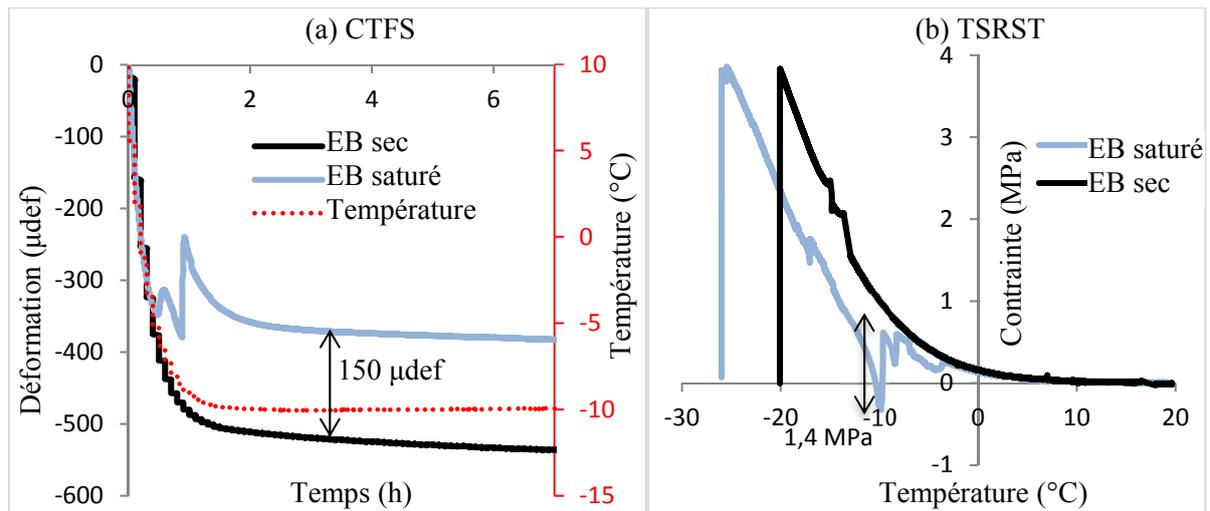 (a) CTFS
0
-100
-200
-300
-400
-500
-600
Déformation (µdef)
0
2
4
6
Temps (h)
EB sec
EB saturé
Température
150 µdef
10
5
0
-5
-10
-15
Température (°C)
(b) TSRST
4
3
2
1
0
-1
Contrainte (MPa)
EB saturé
EB sec
1,4 MPa
-30
-20
-10
0
10
20
Température (°C)